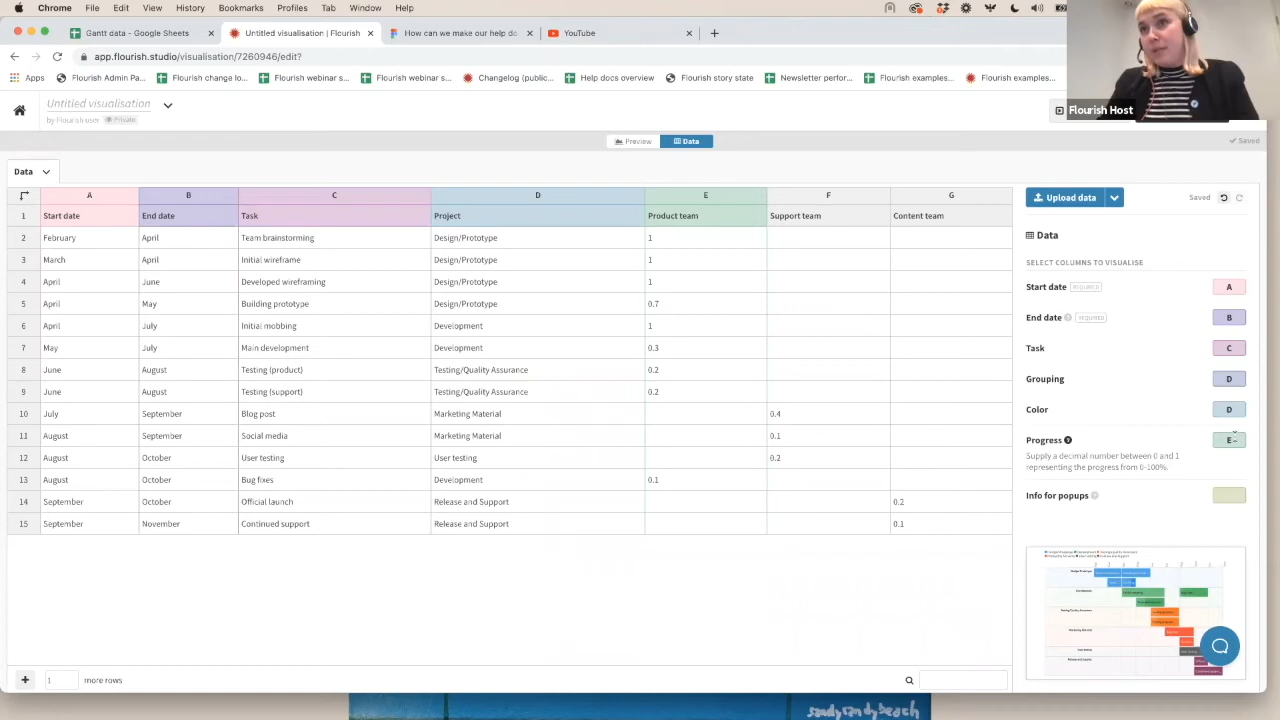 Chrome File Edit View History Bookmarks Profiles Tab Window Help
Gantt data - Google Sheets
Untitled visualisation | Flourish
How can we make our help do
YouTube
app.flourish.studio/visualisation/7260946/edit?
Apps Flourish Admin Pa... Flourish change lo... Flourish webinar s... Flourish webinar... Changelog (public... Help docs overview Flourish query state Newsletter perfor... Flourish examples... Flourish examples
Untitled visualisation
by Flourish user Private
Flourish Host
Preview Data Saved
Data
A B C D E F G
1 Start date End date Task Project Product team Support team Content team
2 February April Team brainstorming Design/Prototype 1
3 March April Initial wireframe Design/Prototype 1
4 April June Developed wireframing Design/Prototype 1
5 April May Building prototype Design/Prototype 0.7
6 April July Initial mobbing Development 1
7 May July Main development Development 0.3
8 June August Testing (product) Testing/Quality Assurance 0.2
9 June August Testing (support) Testing/Quality Assurance 0.2
10 July September Blog post Marketing Material 0.4
11 August September Social media Marketing Material 0.1
12 August October User testing User testing 0.2
13 August October Bug fixes Development 0.1
14 September October Official launch Release and Support 0.2
15 September November Continued support Release and Support 0.1
1 more rows
Upload data Saved
Data
SELECT COLUMNS TO VISUALISE
Start date REQUIRED A
End date REQUIRED B
Task C
Grouping D
Color D
Progress E
Supply a decimal number between 0 and 1
representing the progress from 0-100%.
Info for popups